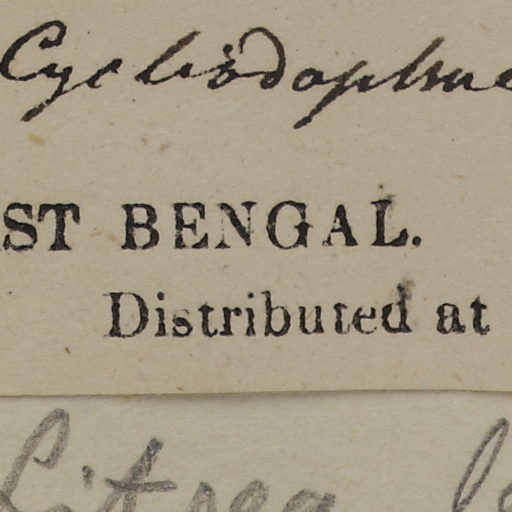 Cyclodaphne
ST BENGAL.
Distributed at
Litsea